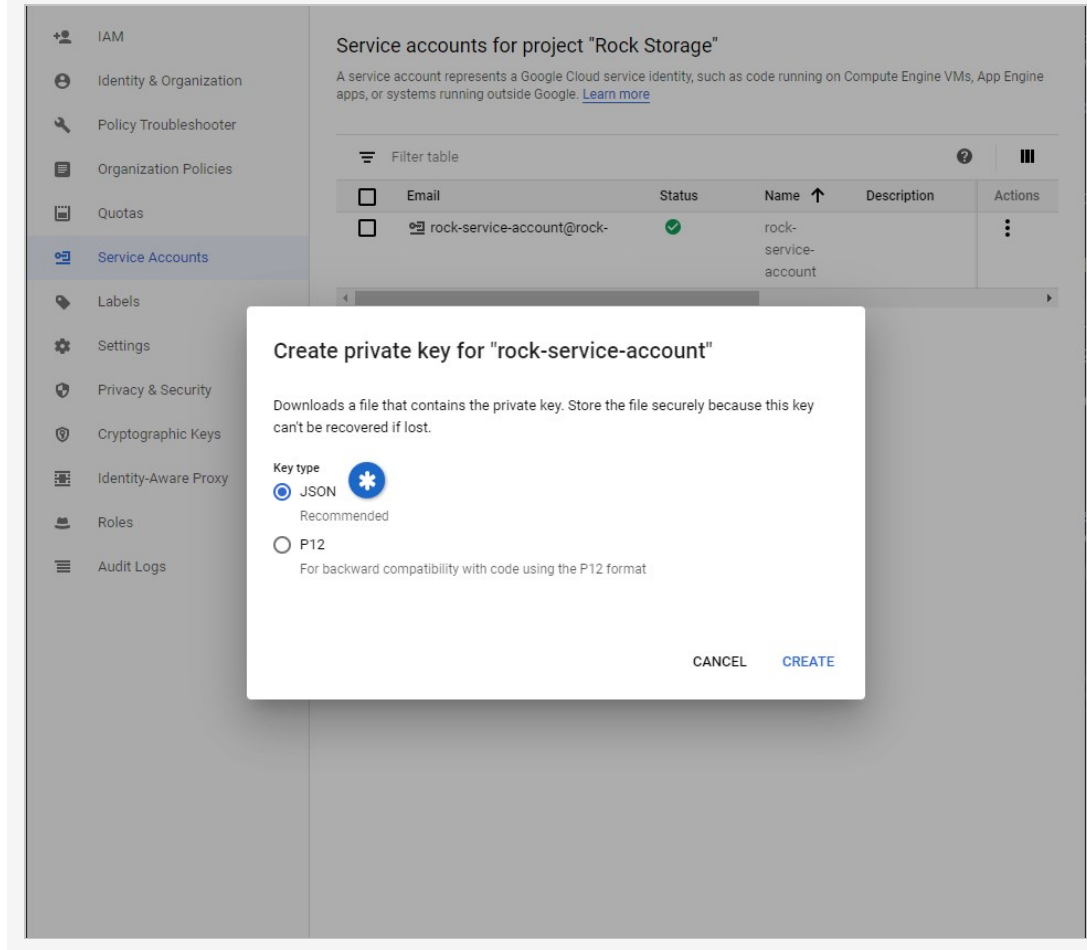 IAM
Identity & Organization
Policy Troubleshooter
Organization Policies
Quotas
Service Accounts
Labels
Settings
Privacy & Security
Cryptographic Keys
Identity-Aware Proxy
Roles
Audit Logs
Service accounts for project "Rock Storage"
A service account represents a Google Cloud service identity, such as code running on Compute Engine VMs, App Engine
apps, or systems running outside Google. Learn more
Filter table
Email Status Name Description Actions
rock-service-account@rock- rock-
service-
account
Create private key for "rock-service-account"
Downloads a file that contains the private key. Store the file securely because this key
can't be recovered if lost.
Key type
JSON
Recommended
P12
For backward compatibility with code using the P12 format
CANCEL CREATE